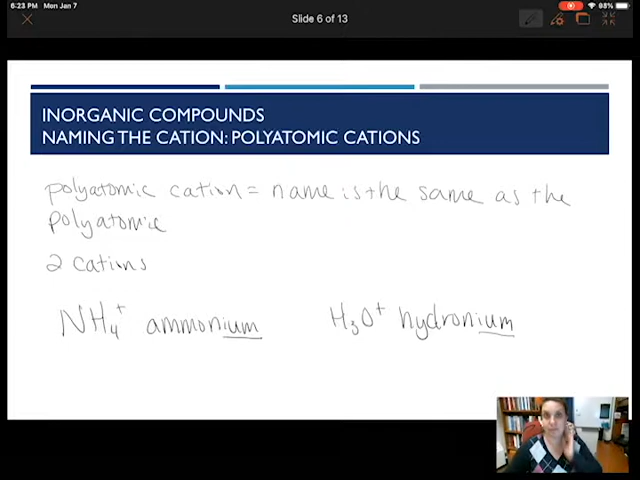 6:23 PM Mon Jan 7
Slide 6 of 13
98%
INORGANIC COMPOUNDS
NAMING THE CATION: POLYATOMIC CATIONS
polyatomic cation = name is the same as the
polyatomic
2 cations
NH₄⁺ ammonium H₃O⁺ hydronium